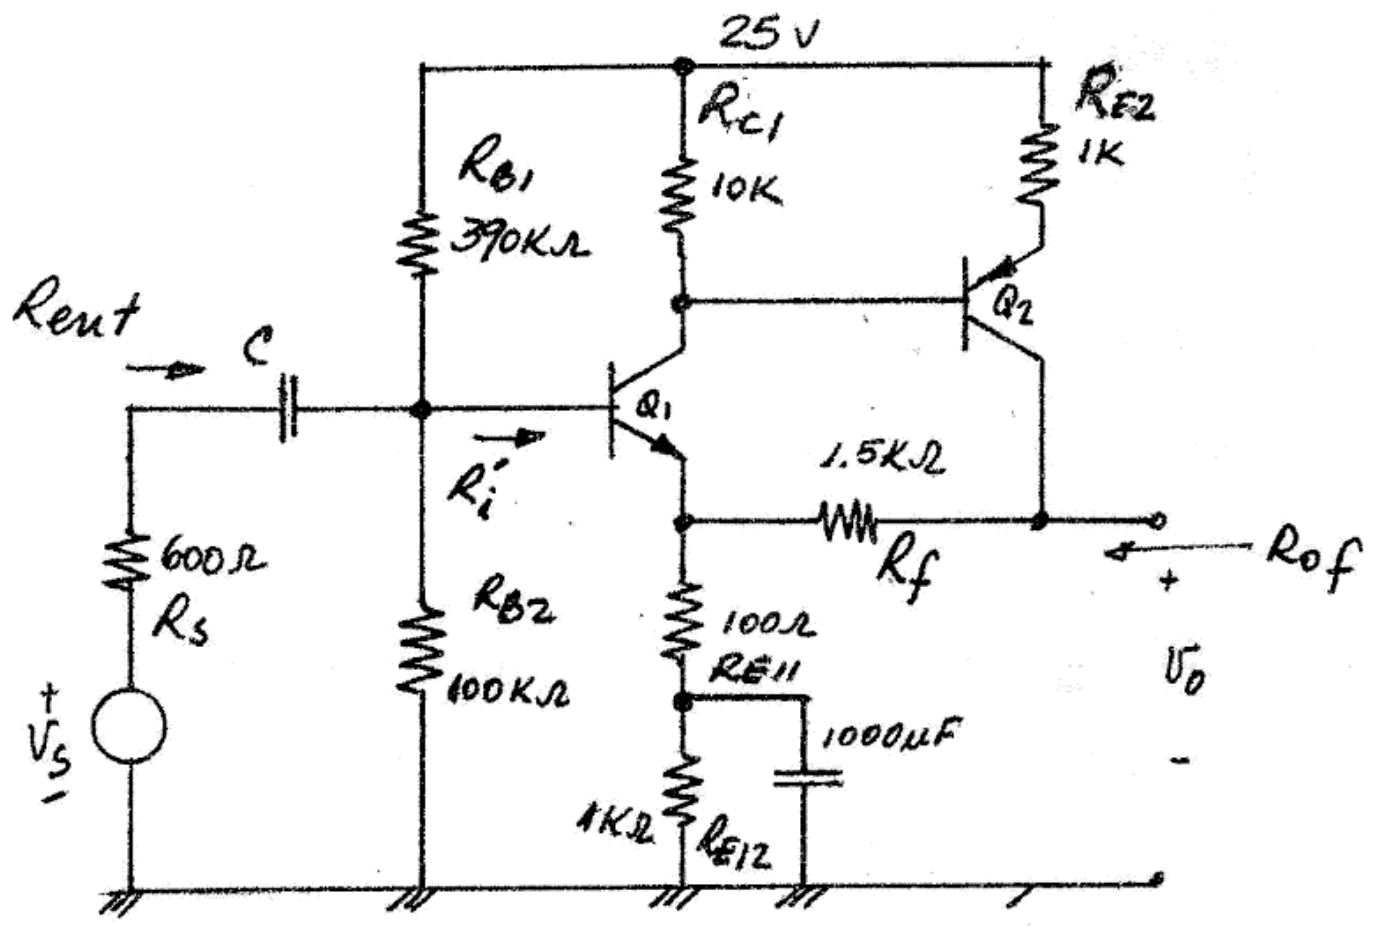 25 V
RC1
10K
RE2
1K
RB1
390KΩ
Rent
C
Q1
Q2
Ri'
1.5KΩ
Rf
Rof
600Ω
RS
RB2
100KΩ
100Ω
RE11
+
Vo
-
+
VS
-
1000µF
1KΩ
RE12